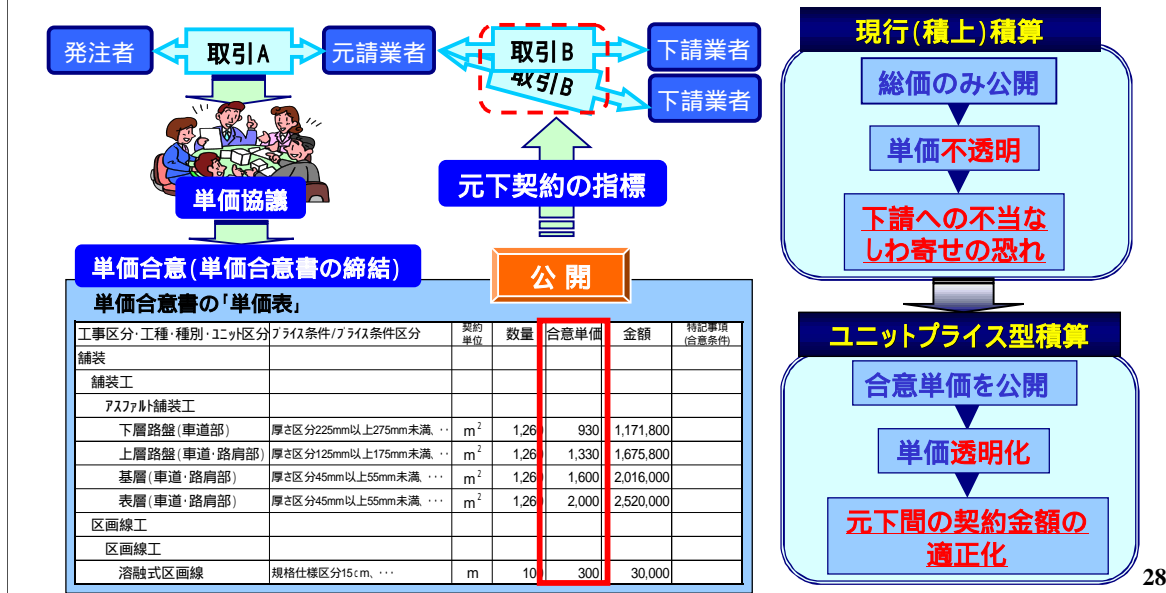 発注者
取引A
元請業者
取引B
下請業者
取引B
下請業者
単価協議
元下契約の指標
単価合意(単価合意書の締結)
公 開
単価合意書の「単価表」
工事区分・工種・種別・ユニット区分 プライス条件/プライス条件区分 契約単位 数量 合意単価 金額 特記事項(合意条件)
舗装
舗装工
アスファルト舗装工
下層路盤(車道部) 厚さ区分225mm以上275mm未満、‥ m2 1,260 930 1,171,800
上層路盤(車道・路肩部) 厚さ区分125mm以上175mm未満、‥ m2 1,260 1,330 1,675,800
基層(車道・路肩部) 厚さ区分45mm以上55mm未満、… m2 1,260 1,600 2,016,000
表層(車道・路肩部) 厚さ区分45mm以上55mm未満、… m2 1,260 2,000 2,520,000
区画線工
区画線工
溶融式区画線 規格仕様区分15cm、… m 100 300 30,000
現行(積上)積算
総価のみ公開
単価不透明
下請への不当な
しわ寄せの恐れ
ユニットプライス型積算
合意単価を公開
単価透明化
元下間の契約金額の
適正化
28